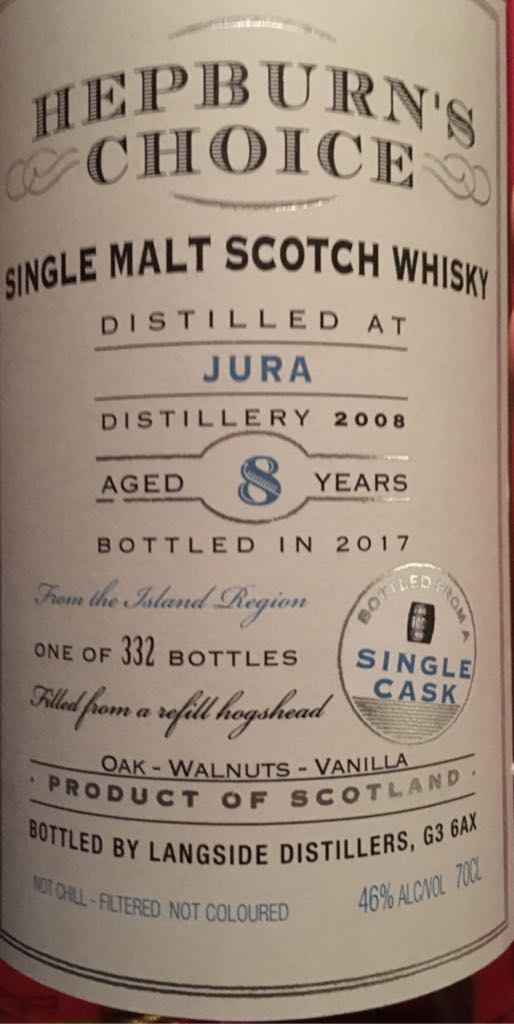 HEPBURN'S
CHOICE
SINGLE MALT SCOTCH WHISKY
DISTILLED AT
JURA
DISTILLERY 2008
AGED 8 YEARS
BOTTLED IN 2017
From the Island Region
ONE OF 332 BOTTLES
Filled from a refill hogshead
BOTTLED FROM A
SINGLE
CASK
OAK - WALNUTS - VANILLA
· PRODUCT OF SCOTLAND ·
BOTTLED BY LANGSIDE DISTILLERS, G3 6AX
NOT CHILL - FILTERED NOT COLOURED
46% ALC/VOL 70CL